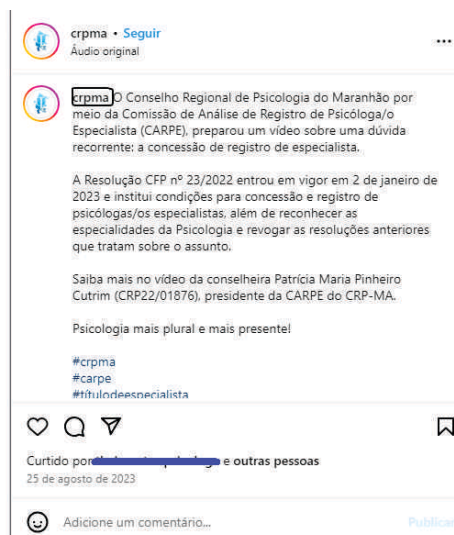 crpma • Seguir
Áudio original
crpma O Conselho Regional de Psicologia do Maranhão por
meio da Comissão de Análise de Registro de Psicóloga/o
Especialista (CARPE), preparou um vídeo sobre uma dúvida
recorrente: a concessão de registro de especialista.
A Resolução CFP nº 23/2022 entrou em vigor em 2 de janeiro de
2023 e institui condições para concessão e registro de
psicólogas/os especialistas, além de reconhecer as
especialidades da Psicologia e revogar as resoluções anteriores
que tratam sobre o assunto.
Saiba mais no vídeo da conselheira Patrícia Maria Pinheiro
Cutrim (CRP22/01876), presidente da CARPE do CRP-MA.
Psicologia mais plural e mais presente!
#crpma
#carpe
#títulodeespecialista
Curtido por e outras pessoas
25 de agosto de 2023
Adicione um comentário... Publicar